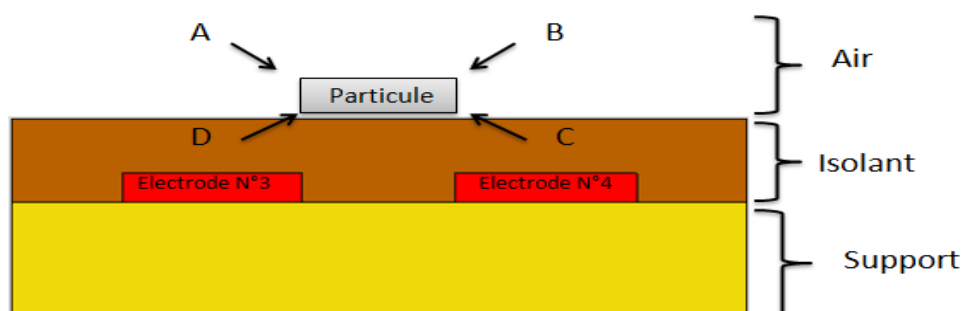 A
B
Air
Particule
D
C
Isolant
Electrode N°3
Electrode N°4
Support